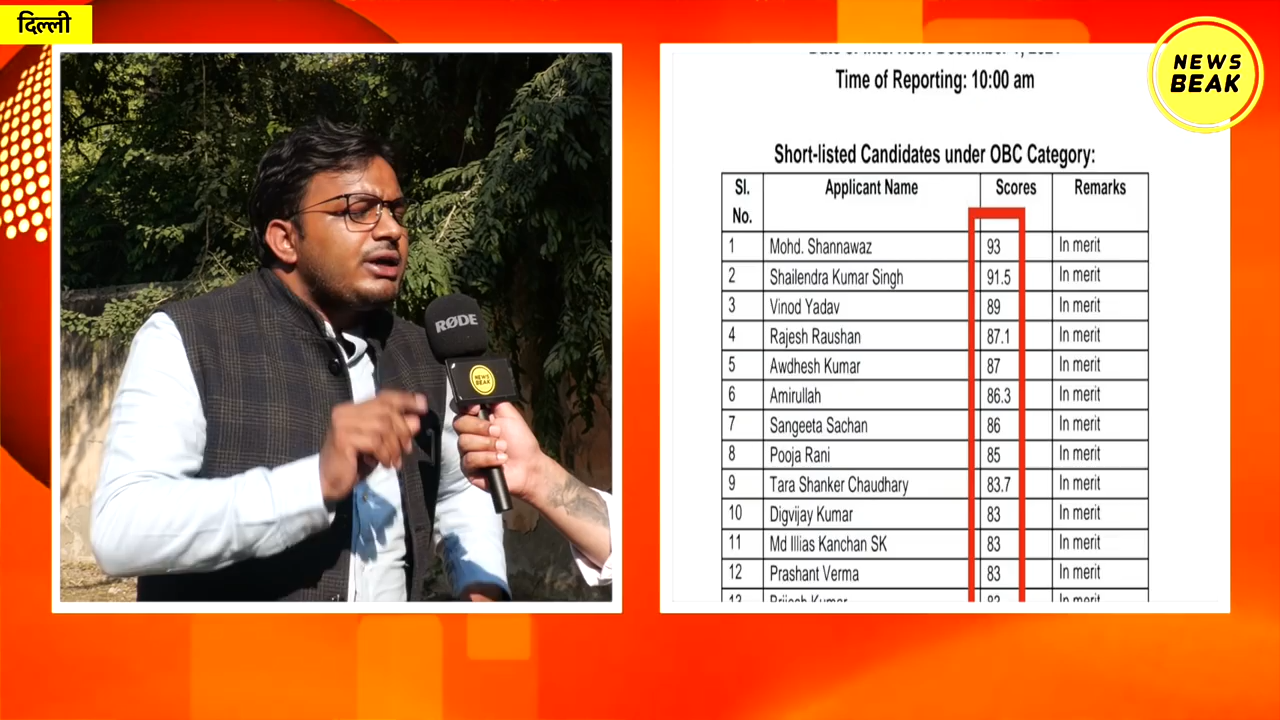 दिल्ली
NEWS
BEAK
RØDE
NEWS
BEAK
Time of Reporting: 10:00 am
Short-listed Candidates under OBC Category:
Sl. No. Applicant Name Scores Remarks
1 Mohd. Shannawaz 93 In merit
2 Shailendra Kumar Singh 91.5 In merit
3 Vinod Yadav 89 In merit
4 Rajesh Raushan 87.1 In merit
5 Awdhesh Kumar 87 In merit
6 Amirullah 86.3 In merit
7 Sangeeta Sachan 86 In merit
8 Pooja Rani 85 In merit
9 Tara Shanker Chaudhary 83.7 In merit
10 Digvijay Kumar 83 In merit
11 Md Illias Kanchan SK 83 In merit
12 Prashant Verma 83 In merit